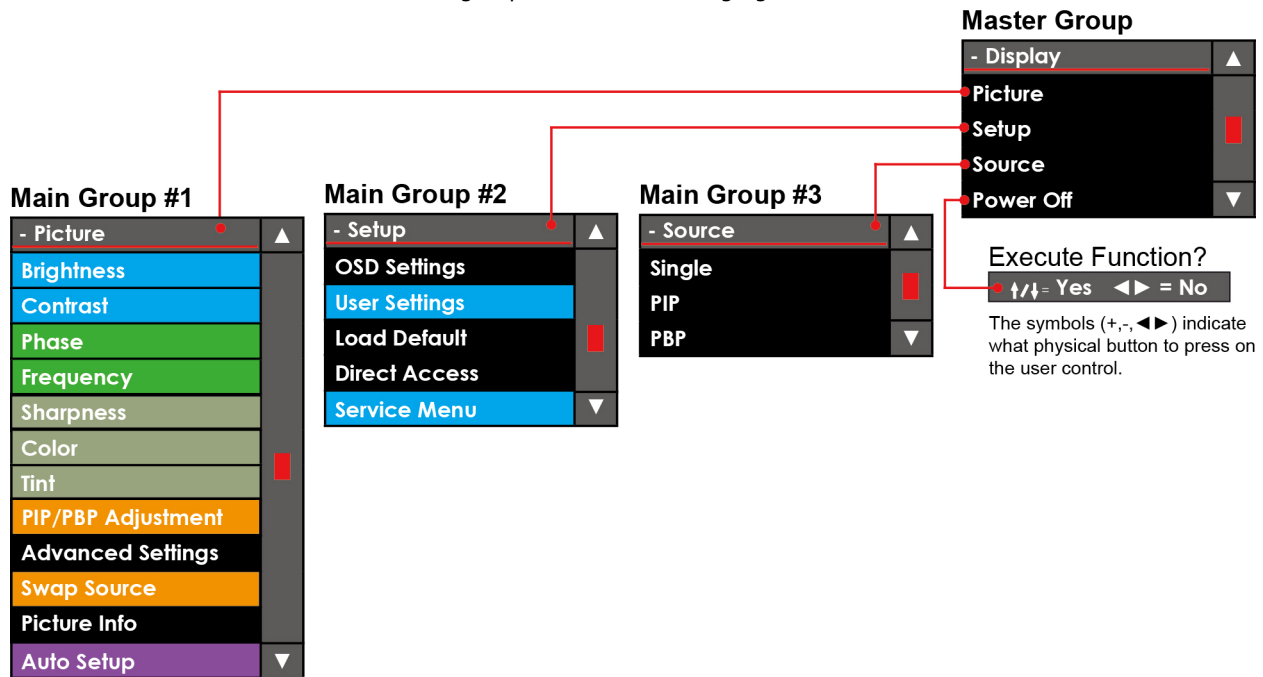 Master Group
- Display
Picture
Setup
Source
Power Off
Execute Function?
↑/↓= Yes ◄► = No
The symbols (+,-,◄►) indicate
what physical button to press on
the user control.
Main Group #1
- Picture
Brightness
Contrast
Phase
Frequency
Sharpness
Color
Tint
PIP/PBP Adjustment
Advanced Settings
Swap Source
Picture Info
Auto Setup
Main Group #2
- Setup
OSD Settings
User Settings
Load Default
Direct Access
Service Menu
Main Group #3
- Source
Single
PIP
PBP